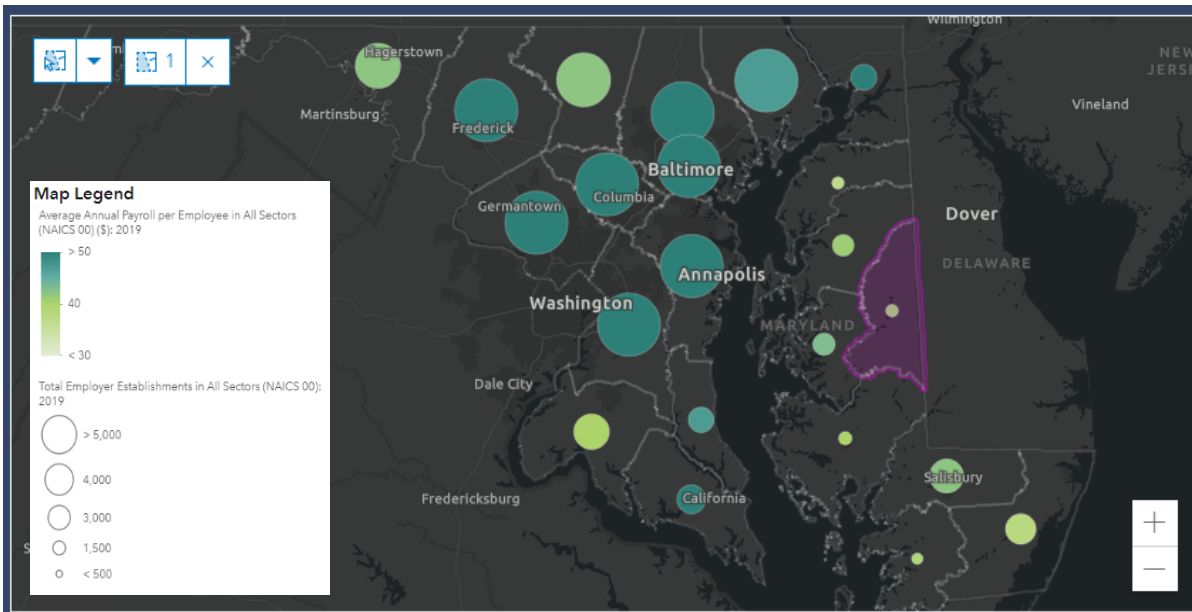 Wilmington
1
Hagerstown
NEW
JERSE
Martinsburg
Vineland
Frederick
Baltimore
Map Legend
Average Annual Payroll per Employee in All Sectors
(NAICS 00) ($): 2019
Germantown
Columbia
Dover
> 50
DELAWARE
Annapolis
40
Washington
MARYLAND
< 30
Total Employer Establishments in All Sectors (NAICS 00):
2019
Dale City
> 5,000
4,000
Salisbury
Fredericksburg
California
3,000
1,500
< 500